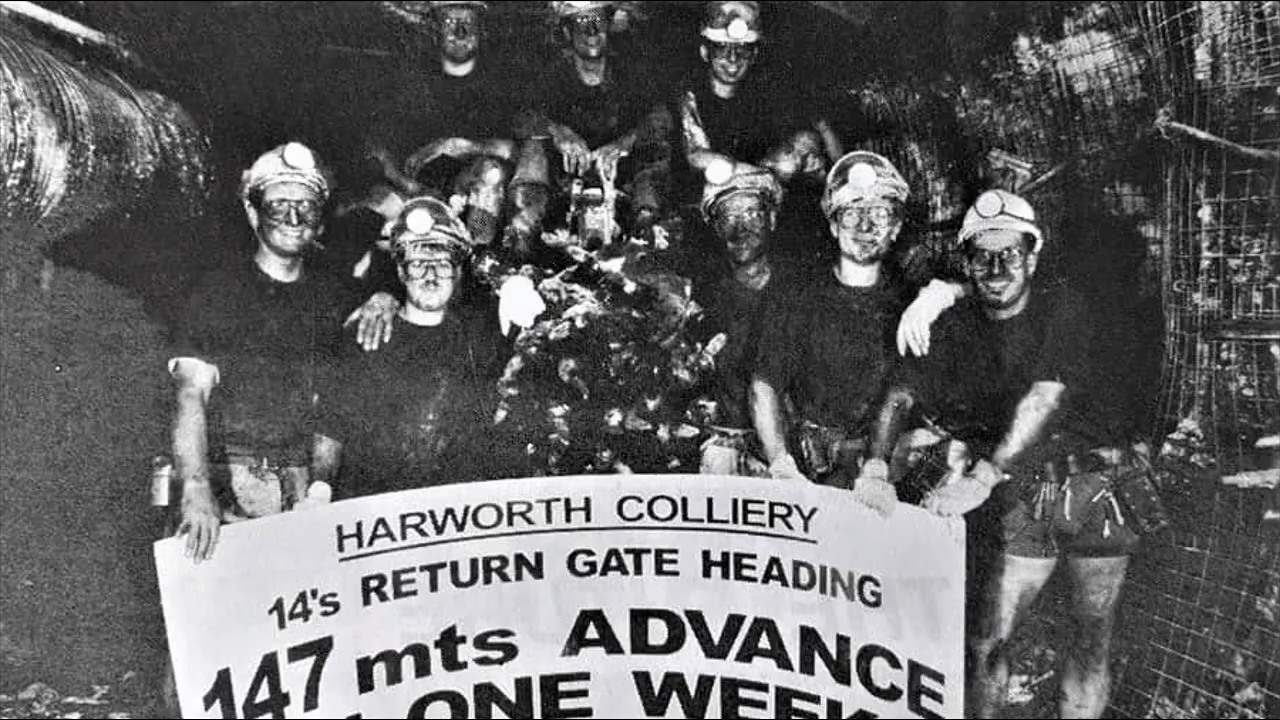 HARWORTH COLLIERY
14's RETURN GATE HEADING
147 mts ADVANCE
ONE WEEK